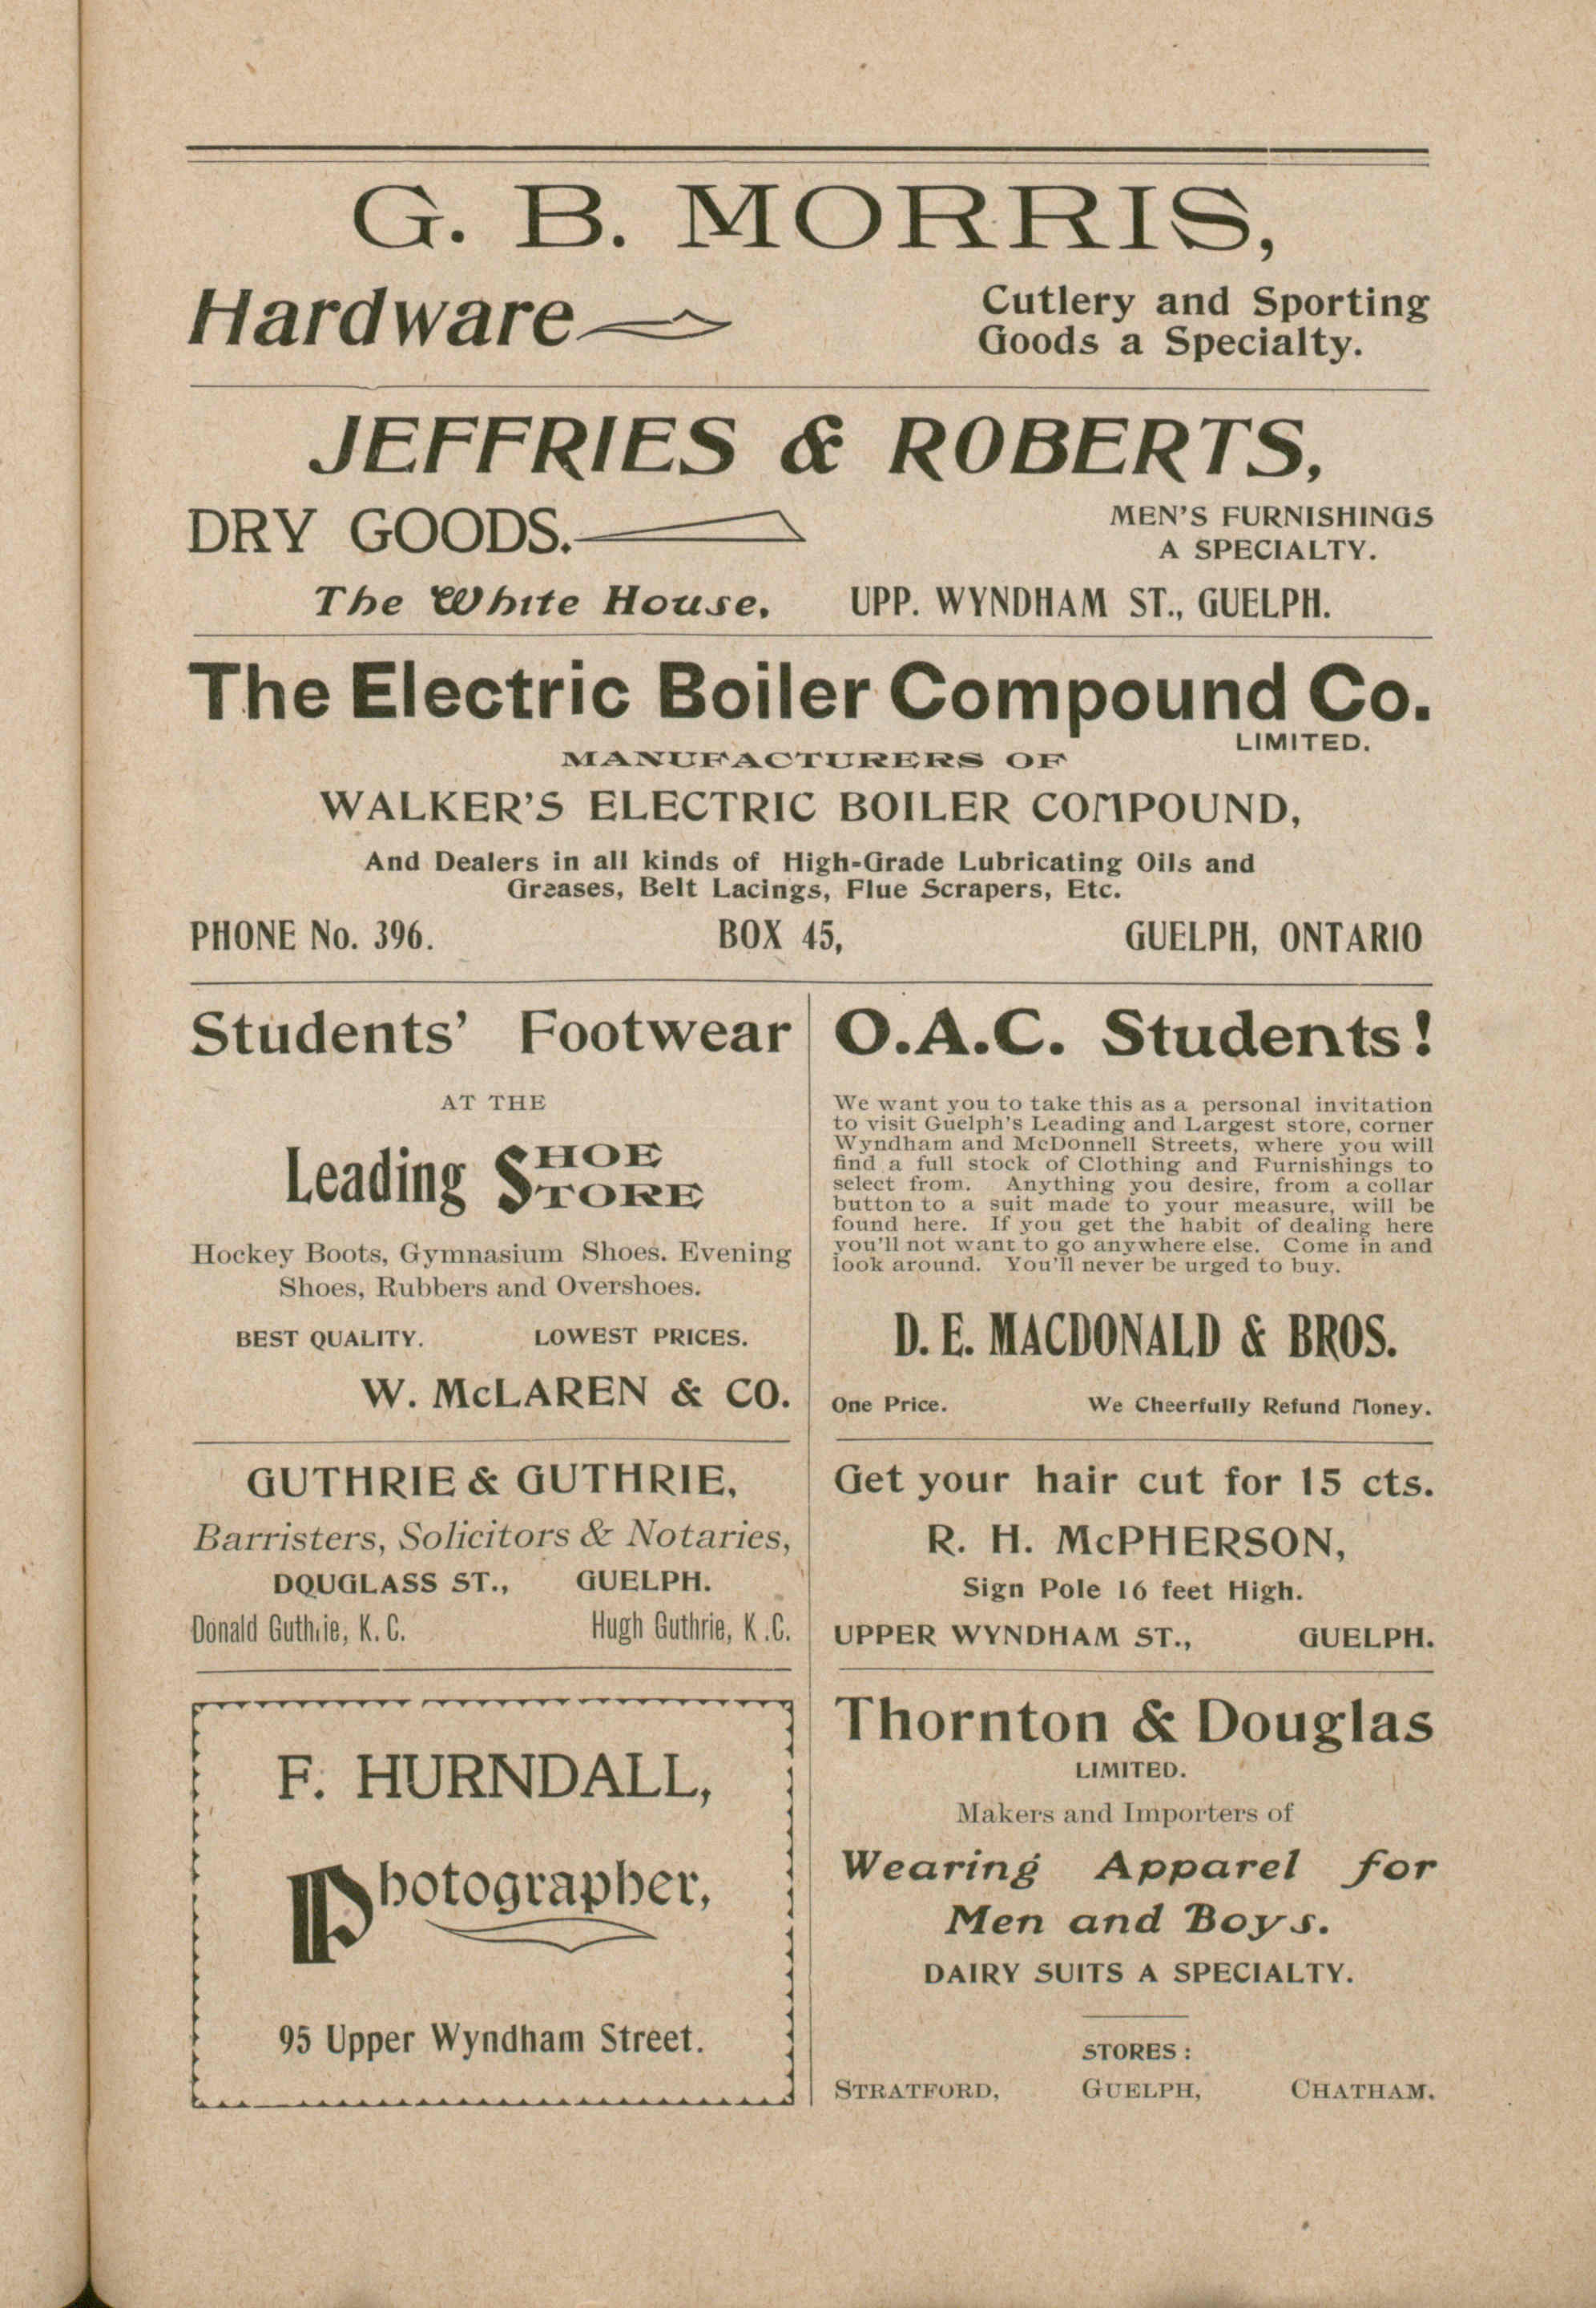 G. B. MORRIS,
Hardware
Cutlery and Sporting
Goods a Specialty.
JEFFRIES & ROBERTS,
DRY GOODS.
MEN'S FURNISHINGS
A SPECIALTY.
The White House, UPP. WYNDHAM ST., GUELPH.
The Electric Boiler Compound Co.
LIMITED.
MANUFACTURERS OF
WALKER'S ELECTRIC BOILER COMPOUND,
And Dealers in all kinds of High-Grade Lubricating Oils and
Greases, Belt Lacings, Flue Scrapers, Etc.
PHONE No. 396. BOX 45, GUELPH, ONTARIO
Students' Footwear
AT THE
Leading SHOE
STORE
Hockey Boots, Gymnasium Shoes. Evening
Shoes, Rubbers and Overshoes.
BEST QUALITY. LOWEST PRICES.
W. McLAREN & CO.
GUTHRIE & GUTHRIE,
Barristers, Solicitors & Notaries,
DOUGLASS ST., GUELPH.
Donald Guthrie, K. C. Hugh Guthrie, K. C.
F. HURNDALL,
Photographer,
95 Upper Wyndham Street.
O.A.C. Students!
We want you to take this as a personal invitation
to visit Guelph's Leading and Largest store, corner
Wyndham and McDonnell Streets, where you will
find a full stock of Clothing and Furnishings to
select from. Anything you desire, from a collar
button to a suit made to your measure, will be
found here. If you get the habit of dealing here
you'll not want to go anywhere else. Come in and
look around. You'll never be urged to buy.
D. E. MACDONALD & BROS.
One Price. We Cheerfully Refund Money.
Get your hair cut for 15 cts.
R. H. McPHERSON,
Sign Pole 16 feet High.
UPPER WYNDHAM ST., GUELPH.
Thornton & Douglas
LIMITED.
Makers and Importers of
Wearing Apparel for
Men and Boys.
DAIRY SUITS A SPECIALTY.
STORES :
STRATFORD, GUELPH, CHATHAM.